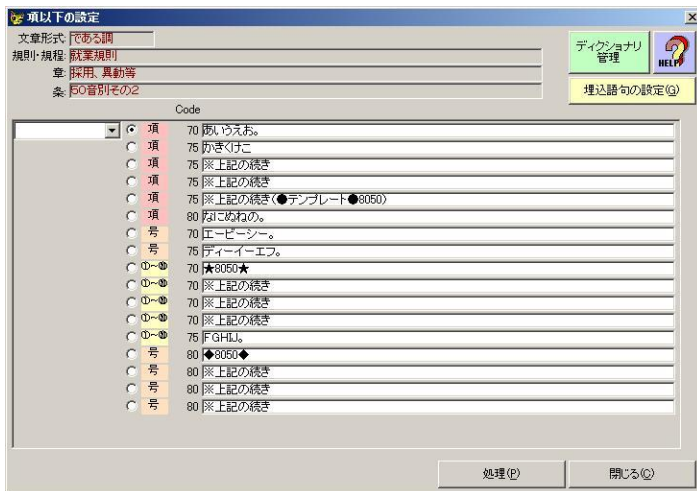 項以下の設定
文章形式 である調
規則・規程: 就業規則
章: 採用、異動等
条: 50音別その2
ディクショナリ
管理
HELP
埋込語句の設定(G)
Code
項 70 あいうえお。
項 75 かきくけこ
項 75 ※上記の続き
項 75 ※上記の続き
項 75 ※上記の続き(●テンプレート●8050)
項 80 なにぬねの。
号 70 エービーシー。
号 75 ディーイーエフ。
①~⑳ 70 ★8050★
①~⑳ 70 ※上記の続き
①~⑳ 70 ※上記の続き
①~⑳ 70 ※上記の続き
①~⑳ 75 FGHIJ。
号 80 ◆8050◆
号 80 ※上記の続き
号 80 ※上記の続き
号 80 ※上記の続き
処理(P)
閉じる(C)